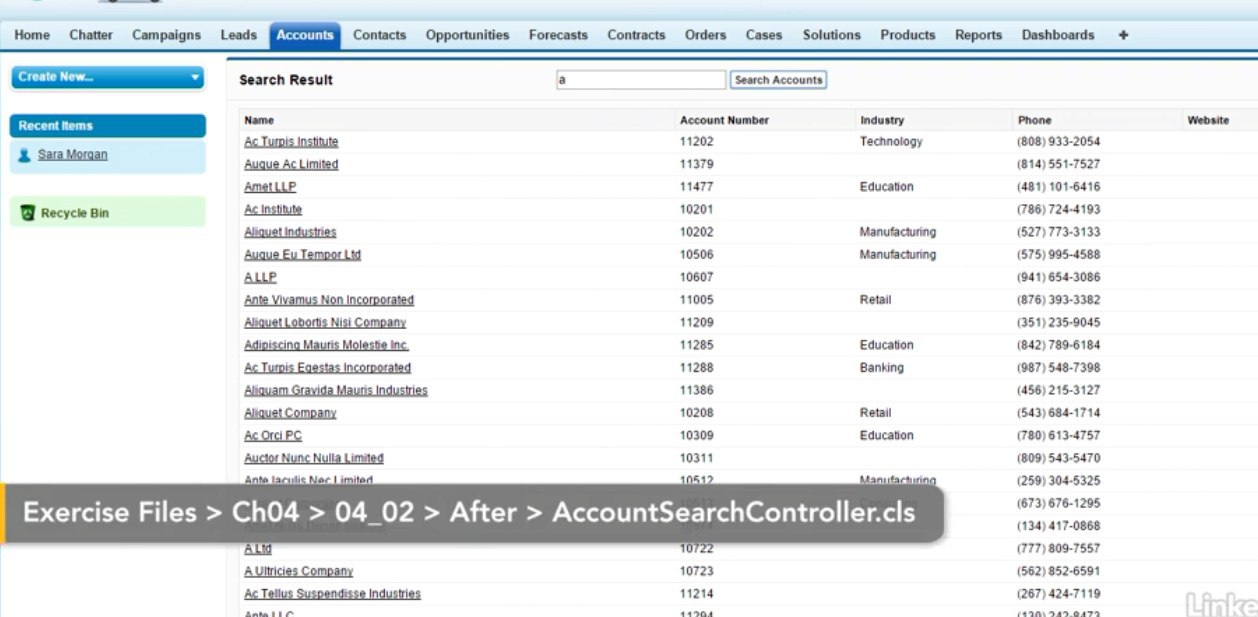 Home Chatter Campaigns Leads Accounts Contacts Opportunities Forecasts Contracts Orders Cases Solutions Products Reports Dashboards +
Create New...
Search Result a Search Accounts
Recent Items
Sara Morgan
Recycle Bin
Name Account Number Industry Phone Website
Ac Turpis Institute 11202 Technology (808) 933-2054
Augue Ac Limited 11379 (814) 551-7527
Amet LLP 11477 Education (481) 101-6416
Ac Institute 10201 (786) 724-4193
Aliquet Industries 10202 Manufacturing (527) 773-3133
Augue Eu Tempor Ltd 10506 Manufacturing (575) 995-4588
A LLP 10607 (941) 654-3086
Ante Vivamus Non Incorporated 11005 Retail (876) 393-3382
Aliquet Lobortis Nisi Company 11209 (351) 235-9045
Adipiscing Mauris Molestie Inc. 11285 Education (842) 789-6184
Ac Turpis Egestas Incorporated 11288 Banking (987) 548-7398
Aliquam Gravida Mauris Industries 11386 (456) 215-3127
Aliquet Company 10208 Retail (543) 684-1714
Ac Orci PC 10309 Education (780) 613-4757
Auctor Nunc Nulla Limited 10311 (809) 543-5470
Ante Iaculis Nec Limited 10512 Manufacturing (259) 304-5325
(673) 676-1295
Exercise Files > Ch04 > 04_02 > After > AccountSearchController.cls
(134) 417-0868
A Ltd 10722 (777) 809-7557
A Ultricies Company 10723 (562) 852-6591
Ac Tellus Suspendisse Industries 11214 (267) 424-7119
Ante LLC 11294 (130) 242-8473
Linke